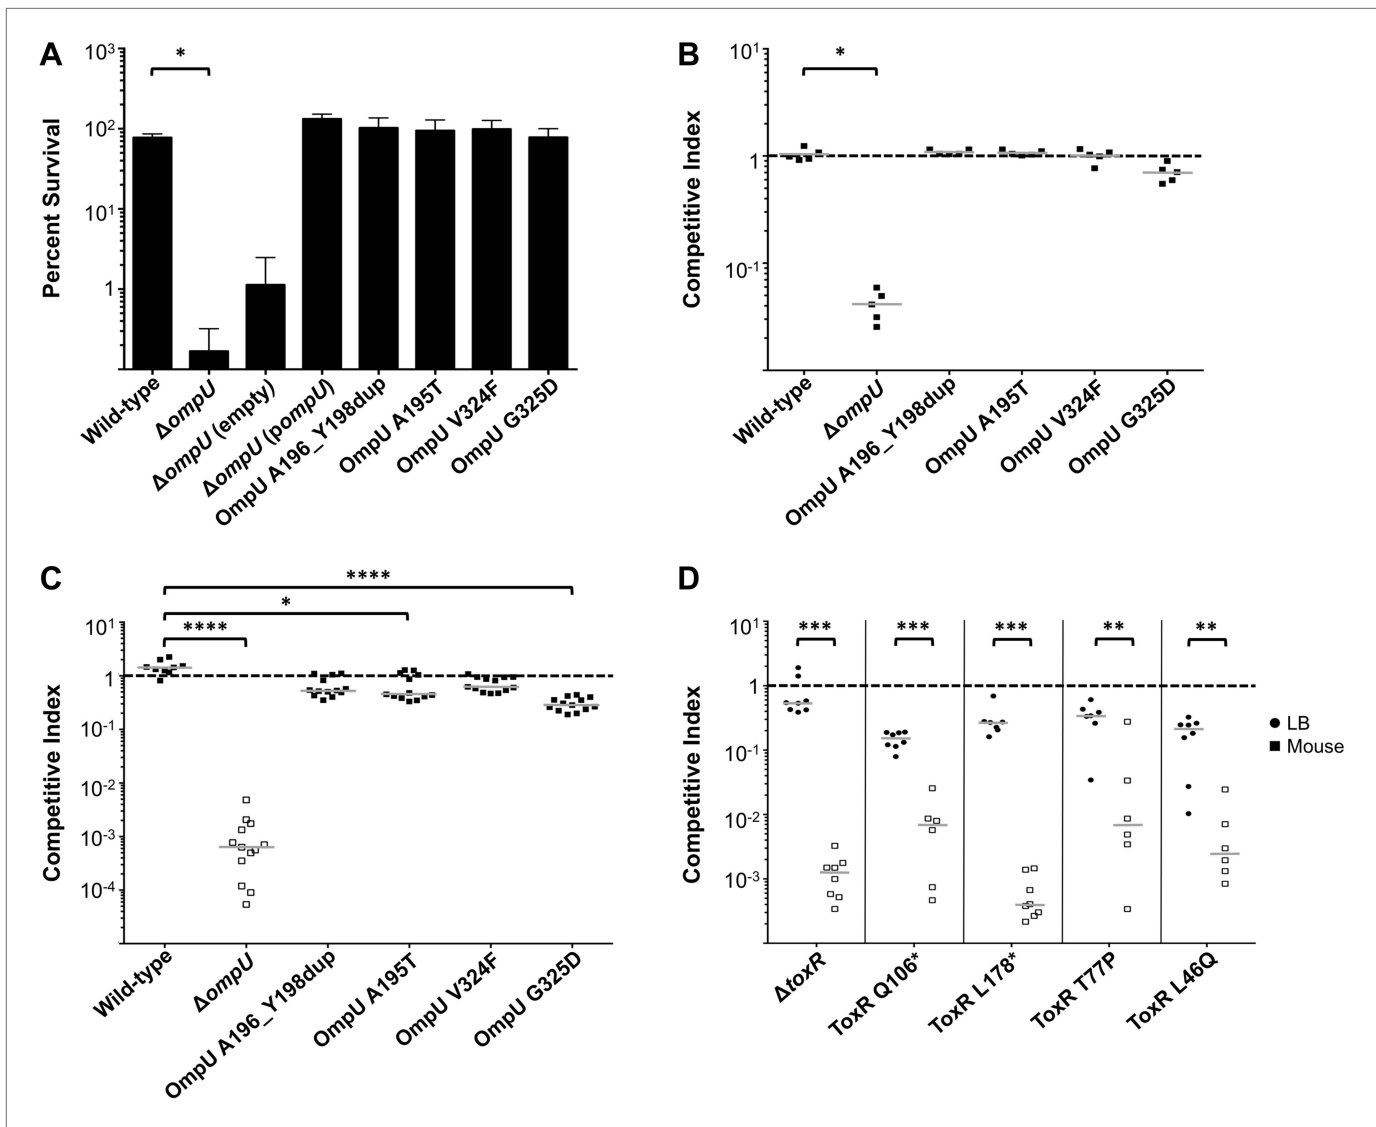 A
*
10³
10²
10¹
1
Percent Survival
Wild-type
ΔompU
ΔompU (empty)
ΔompU (pompU)
OmpU A196_Y198dup
OmpU A195T
OmpU V324F
OmpU G325D
B
*
10¹
1
10⁻¹
Competitive Index
Wild-type
ΔompU
OmpU A196_Y198dup
OmpU A195T
OmpU V324F
OmpU G325D
C
****
*
****
10¹
1
10⁻¹
10⁻²
10⁻³
10⁻⁴
Competitive Index
Wild-type
ΔompU
OmpU A196_Y198dup
OmpU A195T
OmpU V324F
OmpU G325D
D
*** *** *** ** **
10¹
1
10⁻¹
10⁻²
10⁻³
Competitive Index
LB
Mouse
ΔtoxR
ToxR Q106*
ToxR L178*
ToxR T77P
ToxR L46Q